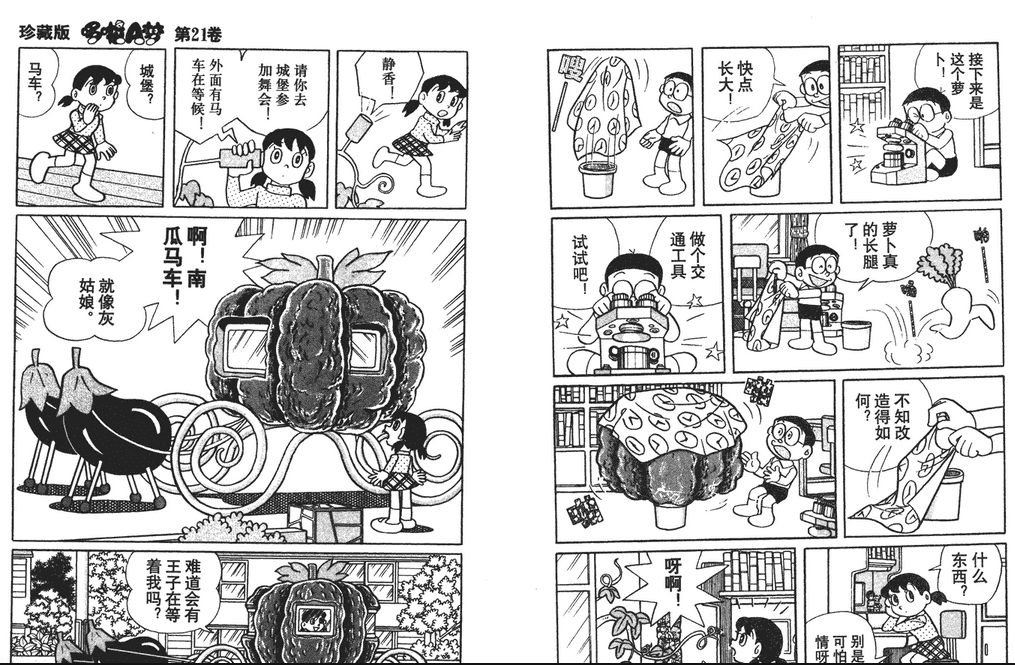 珍藏版 哆啦A梦 第21卷
接下来是
这个萝
卜！
快点
长大！
嗖
萝卜真
的长腿
了！
啪
啪
做个交
通工具
试试吧！
不知改
造得如
何？
什么
东西？
别是
可怕
情呀
呀啊！
静香！
请你去
城堡参
加舞会！
外面有马
车在等候！
城堡？
马车？
啊！南
瓜马车！
就像灰
姑娘。
难道会有
王子在等
着我吗？